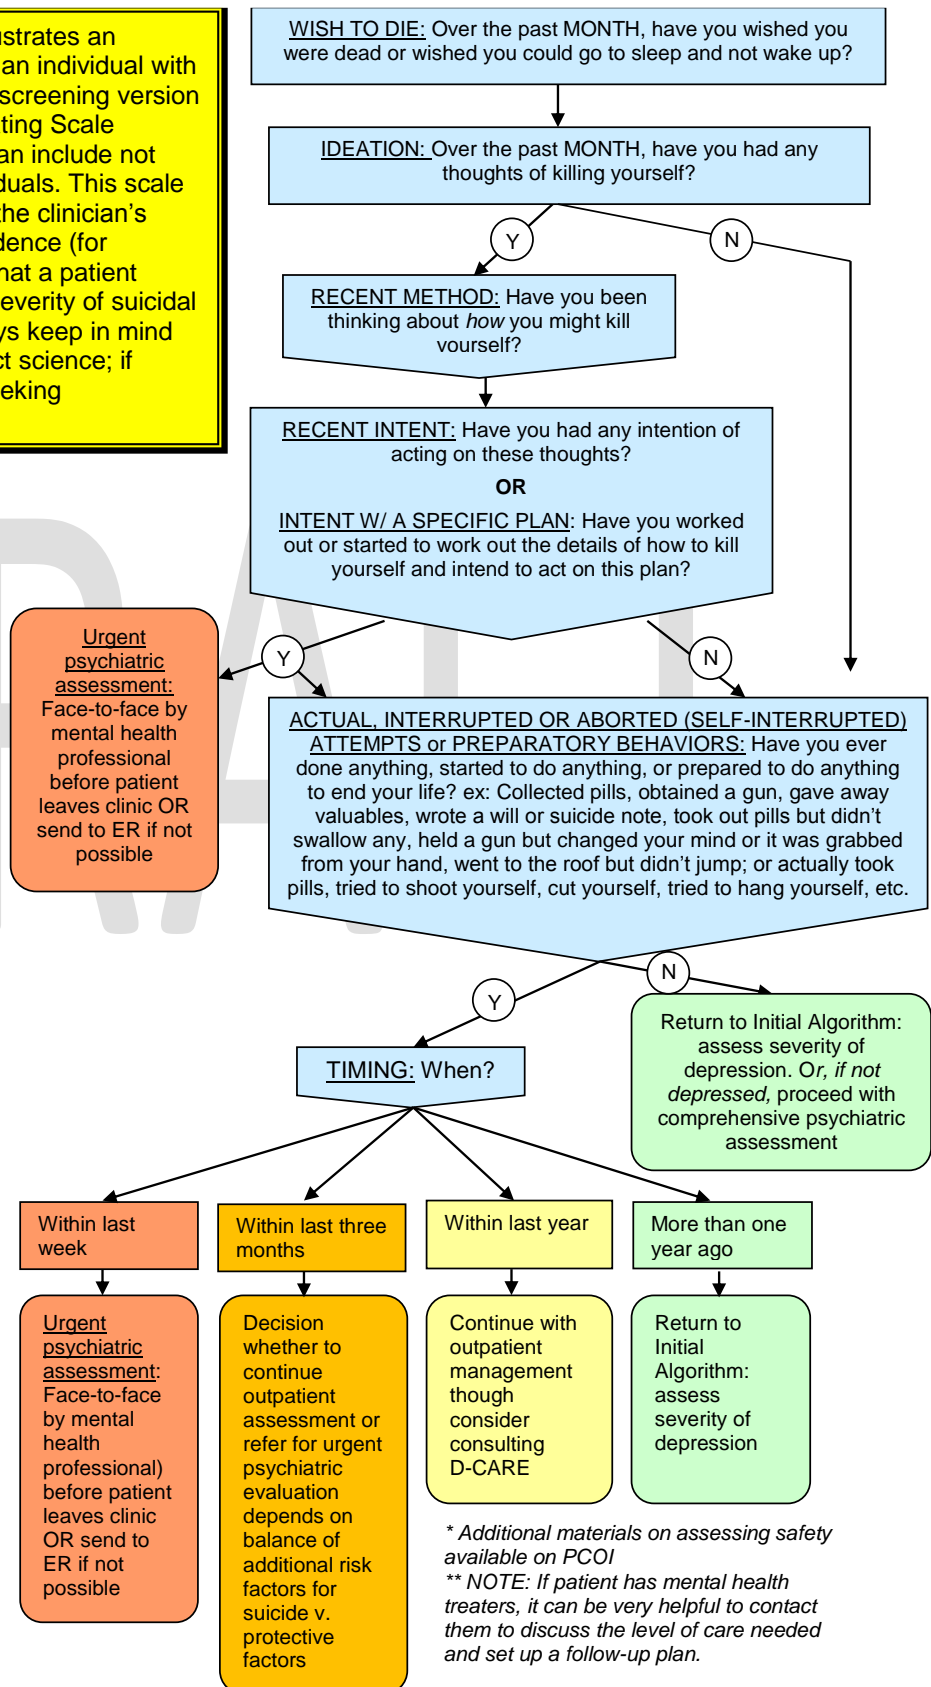 ustrates an
an individual with
screening version
ting Scale
an include not
duals. This scale
the clinician's
dence (for
hat a patient
everity of suicidal
ys keep in mind
ct science; if
eeking
WISH TO DIE: Over the past MONTH, have you wished you
were dead or wished you could go to sleep and not wake up?
IDEATION: Over the past MONTH, have you had any
thoughts of killing yourself?
Y
N
RECENT METHOD: Have you been
thinking about how you might kill
yourself?
RECENT INTENT: Have you had any intention of
acting on these thoughts?
OR
INTENT W/ A SPECIFIC PLAN: Have you worked
out or started to work out the details of how to kill
yourself and intend to act on this plan?
Y
N
Urgent
psychiatric
assessment:
Face-to-face by
mental health
professional
before patient
leaves clinic OR
send to ER if not
possible
ACTUAL, INTERRUPTED OR ABORTED (SELF-INTERRUPTED)
ATTEMPTS or PREPARATORY BEHAVIORS: Have you ever
done anything, started to do anything, or prepared to do anything
to end your life? ex: Collected pills, obtained a gun, gave away
valuables, wrote a will or suicide note, took out pills but didn't
swallow any, held a gun but changed your mind or it was grabbed
from your hand, went to the roof but didn't jump; or actually took
pills, tried to shoot yourself, cut yourself, tried to hang yourself, etc.
Y
N
TIMING: When?
Return to Initial Algorithm:
assess severity of
depression. Or, if not
depressed, proceed with
comprehensive psychiatric
assessment
Within last
week
Within last three
months
Within last year
More than one
year ago
Urgent
psychiatric
assessment:
Face-to-face
by mental
health
professional)
before patient
leaves clinic
OR send to
ER if not
possible
Decision
whether to
continue
outpatient
assessment or
refer for urgent
psychiatric
evaluation
depends on
balance of
additional risk
factors for
suicide v.
protective
factors
Continue with
outpatient
management
though
consider
consulting
D-CARE
Return to
Initial
Algorithm:
assess
severity of
depression
* Additional materials on assessing safety
available on PCOI
** NOTE: If patient has mental health
treaters, it can be very helpful to contact
them to discuss the level of care needed
and set up a follow-up plan.